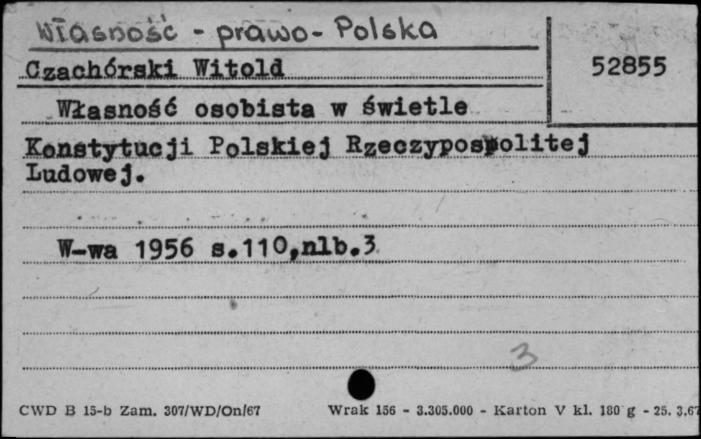 Własność - prawo - Polska
Czachórski Witold
52855
Własność osobista w świetle
Konstytucji Polskiej Rzeczypospolitej
Ludowej.
W-wa 1956 s.110,nlb.3
3
CWD B 15-b Zam. 307/WD/On/67
Wrak 156 - 3.305.000 - Karton V kl. 180 g - 25. 3.67